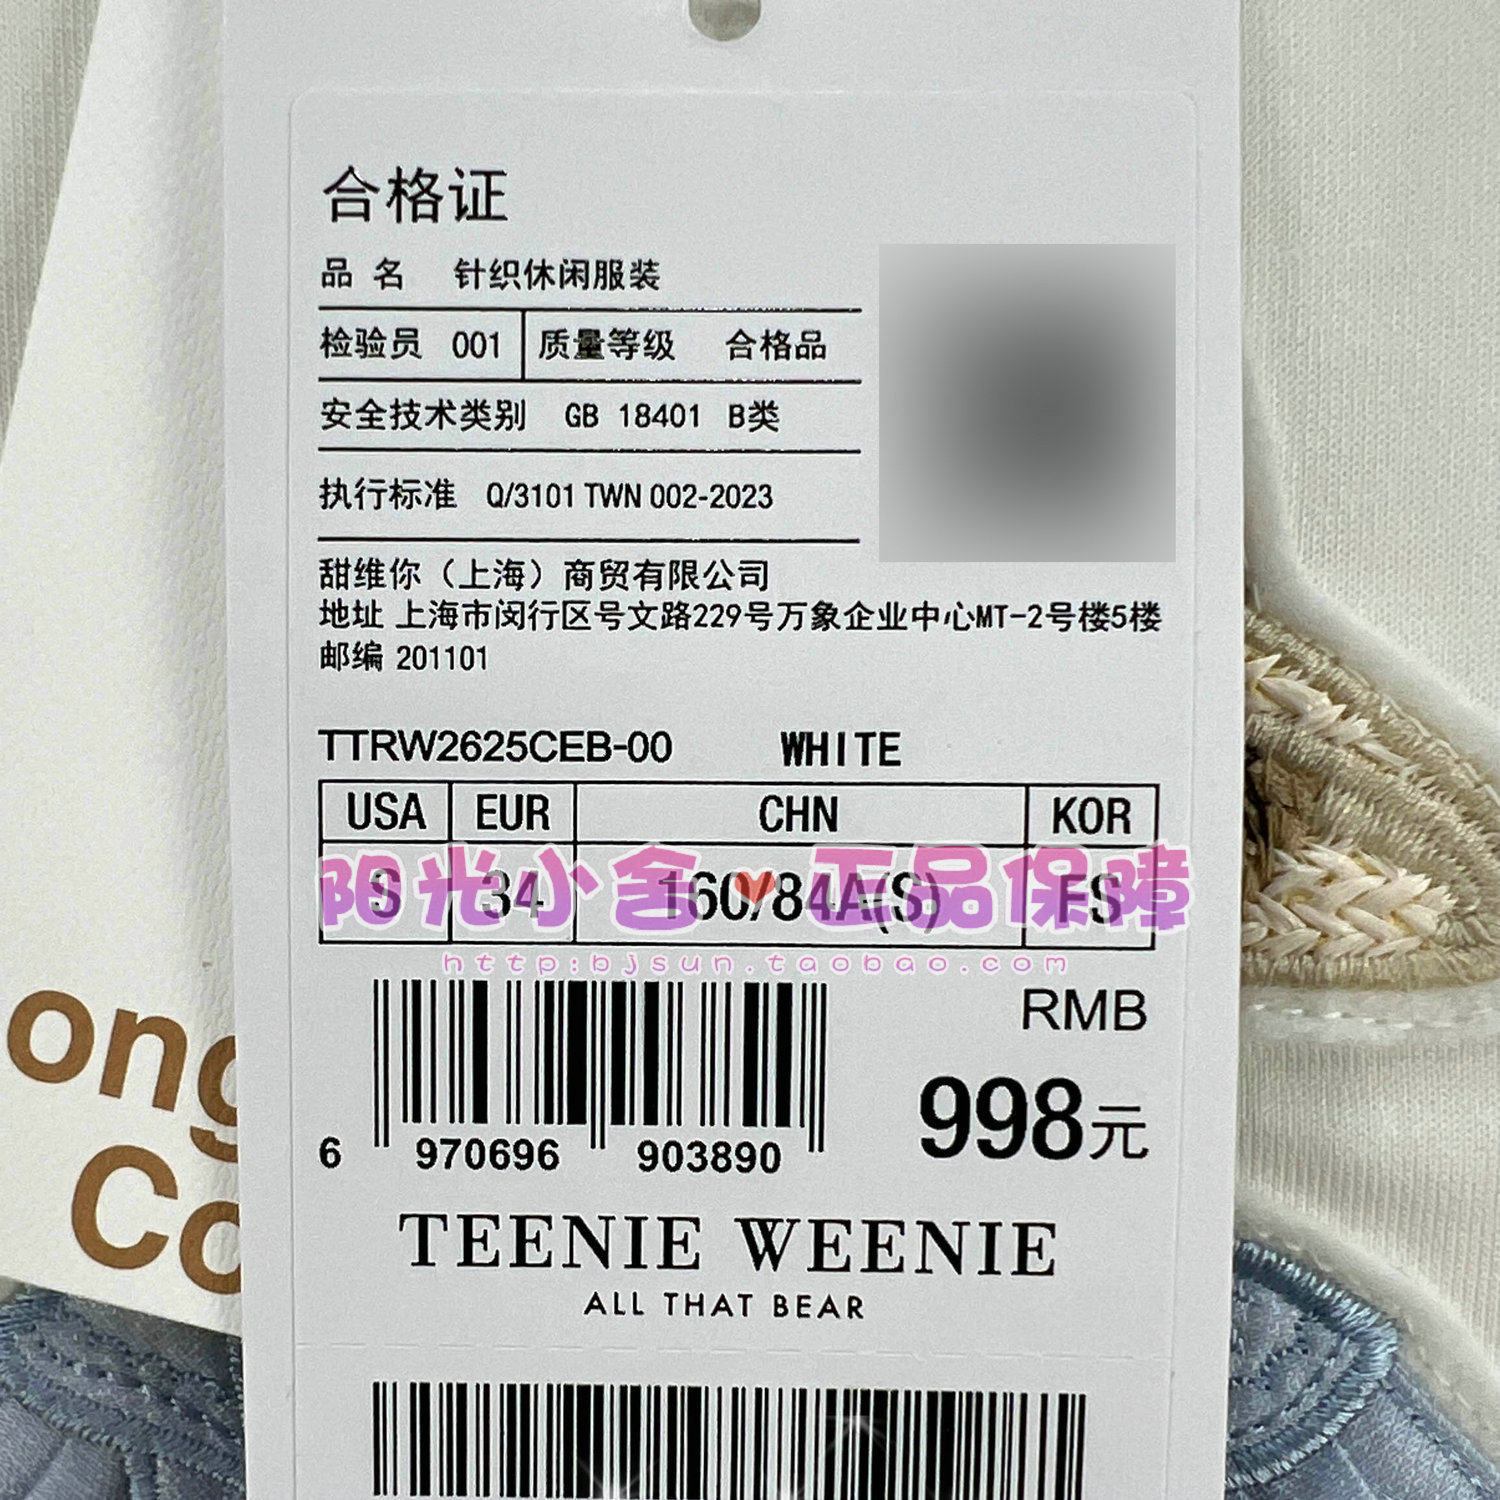 合格证
品 名 针织休闲服装
检验员 001 质量等级 合格品
安全技术类别 GB 18401 B类
执行标准 Q/3101 TWN 002-2023
甜维你（上海）商贸有限公司
地址 上海市闵行区号文路229号万象企业中心MT-2号楼5楼
邮编 201101
TTRW2625CEB-00 WHITE
USA EUR CHN KOR
S 34 160/84A(S) FS
阳光小舍❤正品保障
http:bjsun.taobao.com
RMB
998元
6 970696 903890
TEENIE WEENIE
ALL THAT BEAR
ong
Co